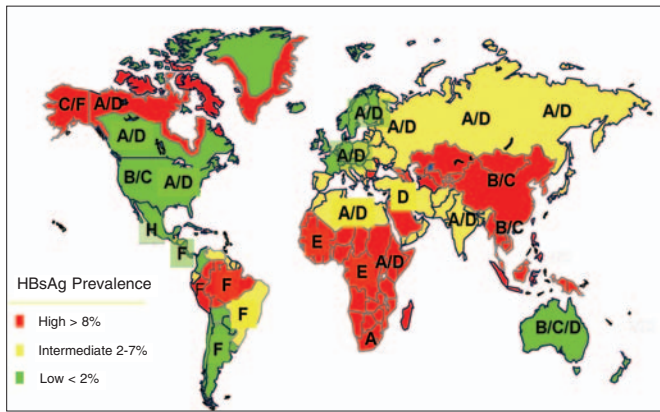 C/F A/D
A/D
B/C A/D
H
F
F F
F
F
A/D
A/D
A/D A/D A/D
D
A/D
A/D
E
E A/D
A
B/C
B/C
B/C/D
HBsAg Prevalence
High > 8%
Intermediate 2-7%
Low < 2%